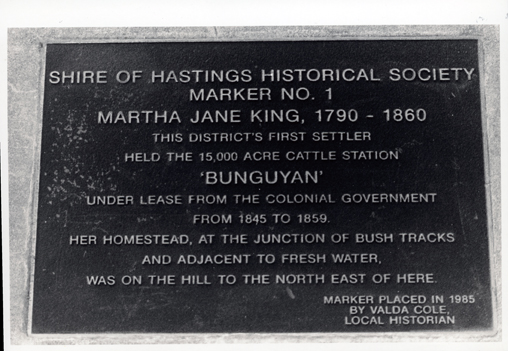 SHIRE OF HASTINGS HISTORICAL SOCIETY
MARKER NO. 1
MARTHA JANE KING, 1790 - 1860
THIS DISTRICT'S FIRST SETTLER
HELD THE 15,000 ACRE CATTLE STATION
'BUNGUYAN'
UNDER LEASE FROM THE COLONIAL GOVERNMENT
FROM 1845 TO 1859.
HER HOMESTEAD, AT THE JUNCTION OF BUSH TRACKS
AND ADJACENT TO FRESH WATER,
WAS ON THE HILL TO THE NORTH EAST OF HERE.
MARKER PLACED IN 1985
BY VALDA COLE,
LOCAL HISTORIAN